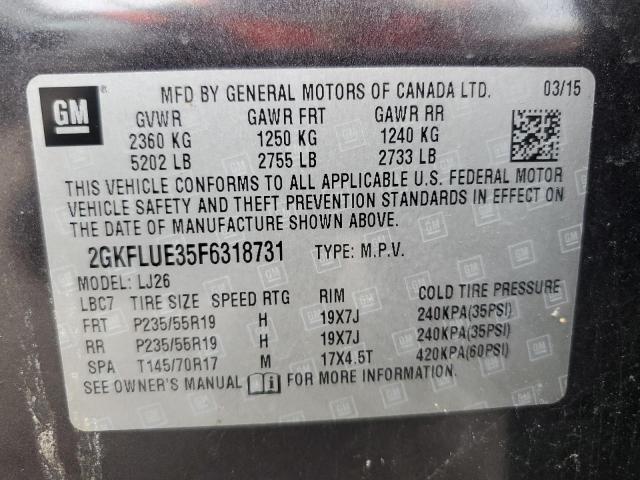 GM
MFD BY GENERAL MOTORS OF CANADA LTD. 03/15
GVWR GAWR FRT GAWR RR
2360 KG 1250 KG 1240 KG
5202 LB 2755 LB 2733 LB
THIS VEHICLE CONFORMS TO ALL APPLICABLE U.S. FEDERAL MOTOR
VEHICLE SAFETY AND THEFT PREVENTION STANDARDS IN EFFECT ON
THE DATE OF MANUFACTURE SHOWN ABOVE.
2GKFLUE35F6318731 TYPE: M.P.V.
MODEL: LJ26
LBC7 TIRE SIZE SPEED RTG RIM COLD TIRE PRESSURE
FRT P235/55R19 H 19X7J 240KPA(35PSI)
RR P235/55R19 H 19X7J 240KPA(35PSI)
SPA T145/70R17 M 17X4.5T 420KPA(60PSI)
SEE OWNER'S MANUAL i FOR MORE INFORMATION.